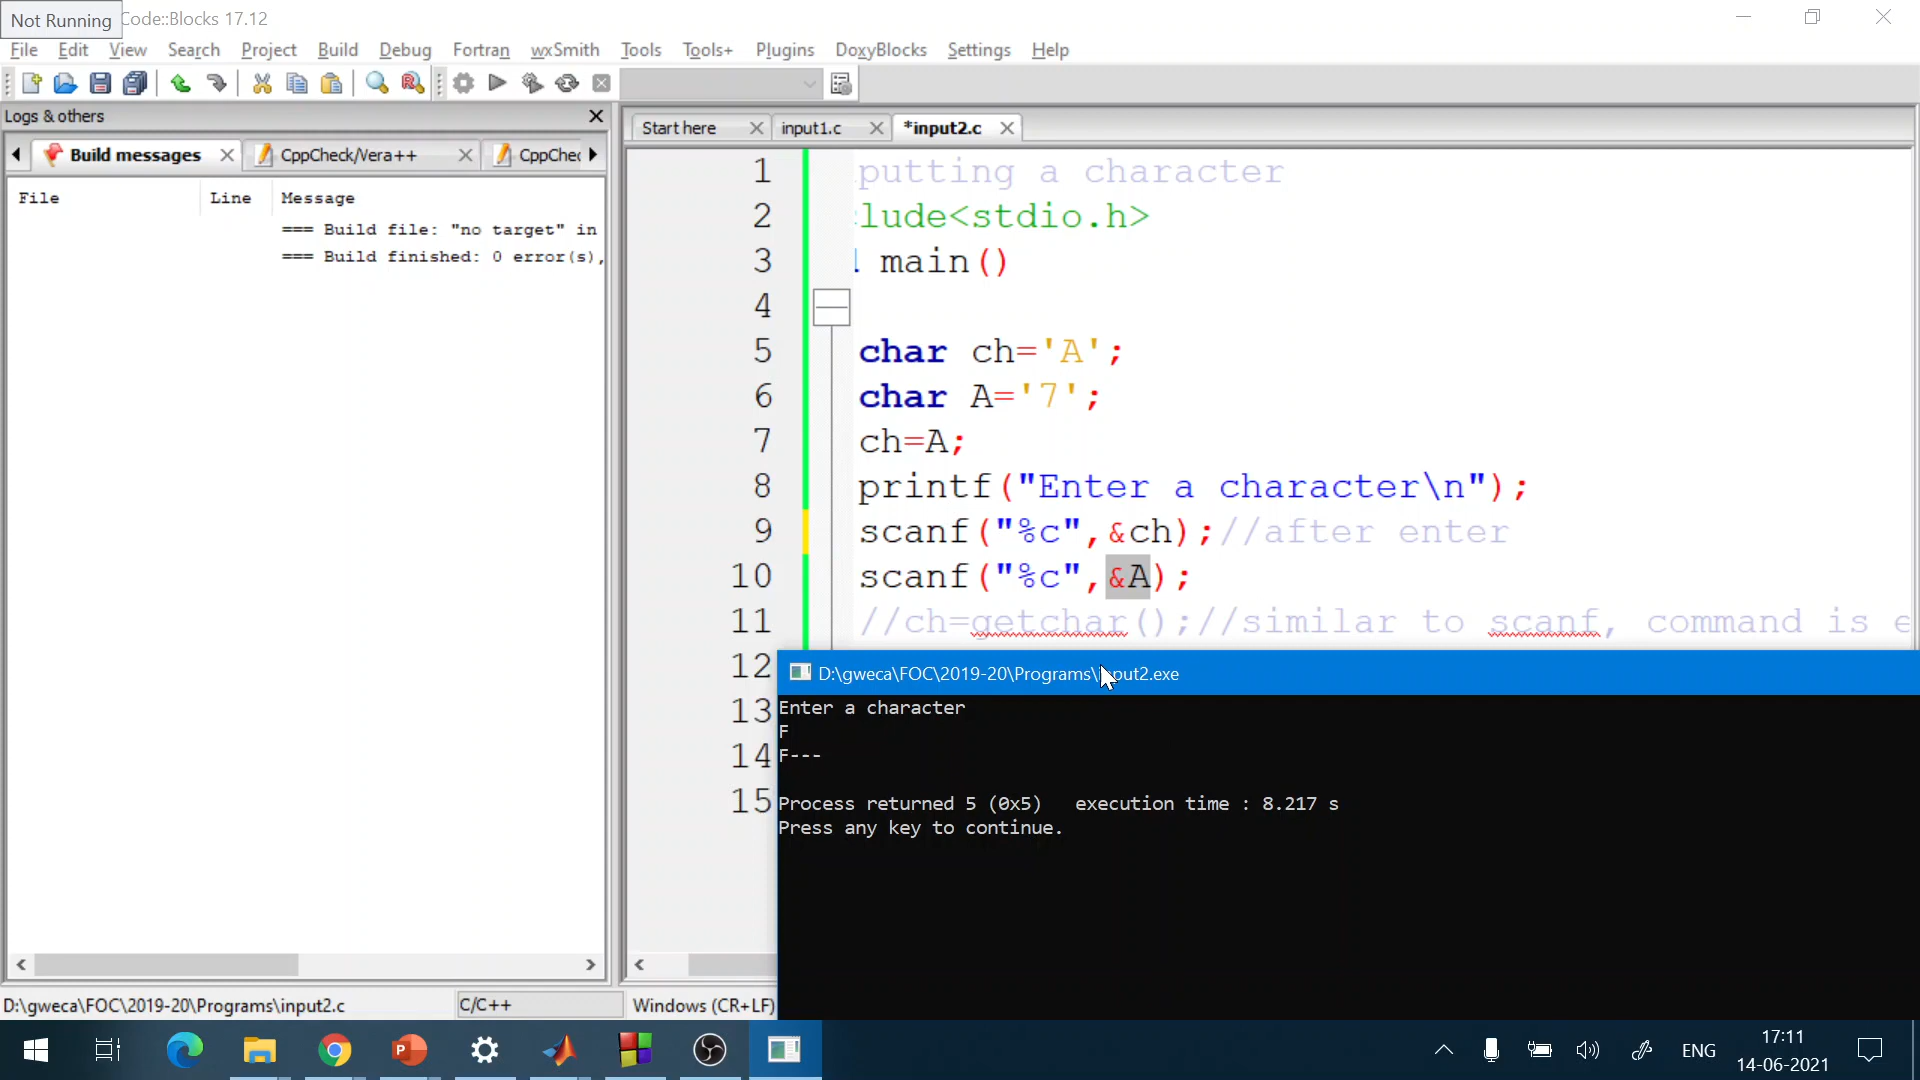 Not Running
Code::Blocks 17.12
File Edit View Search Project Build Debug Fortran wxSmith Tools Tools+ Plugins DoxyBlocks Settings Help
Logs & others
Start here
input1.c
*input2.c
Build messages
CppCheck/Vera++
CppChec
File
Line
Message
=== Build file: "no target" in
=== Build finished: 0 error(s),
1 putting a character
2 lude<stdio.h>
3 main()
4
5 char ch='A';
6 char A='7';
7 ch=A;
8 printf("Enter a character\n");
9 scanf("%c",&ch);//after enter
10 scanf("%c",&A);
11 //ch=getchar();//similar to scanf, command is e
12
13
14
15
D:\gweca\FOC\2019-20\Programs\input2.exe
Enter a character
F
F---
Process returned 5 (0x5)   execution time : 8.217 s
Press any key to continue.
D:\gweca\FOC\2019-20\Programs\input2.c
C/C++
Windows (CR+LF)
ENG
17:11
14-06-2021